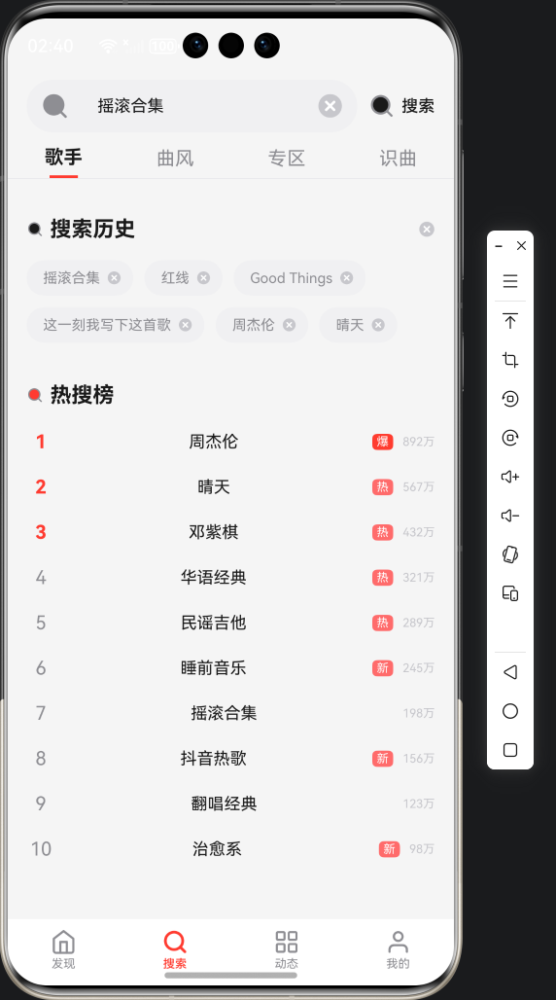 02:40 100
摇滚合集 搜索
歌手 曲风 专区 识曲
搜索历史
摇滚合集 红线 Good Things
这一刻我写下这首歌 周杰伦 晴天
热搜榜
1 周杰伦 爆 892万
2 晴天 热 567万
3 邓紫棋 热 432万
4 华语经典 热 321万
5 民谣吉他 热 289万
6 睡前音乐 新 245万
7 摇滚合集 198万
8 抖音热歌 新 156万
9 翻唱经典 123万
10 治愈系 新 98万
发现 搜索 动态 我的